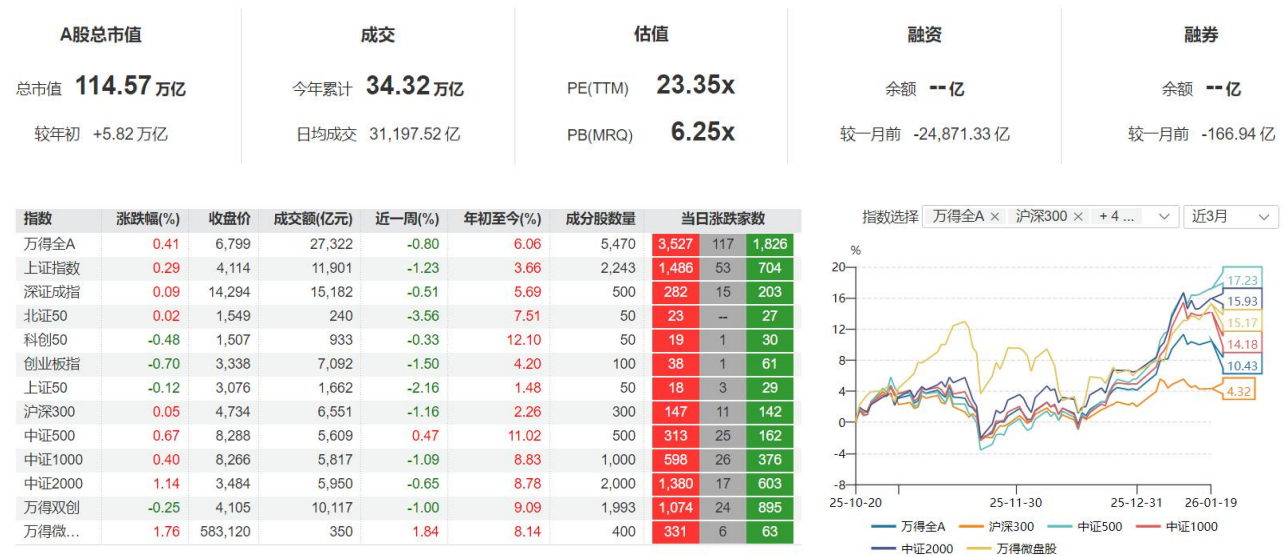 A股总市值 成交 估值 融资 融券
总市值 114.57 万亿 今年累计 34.32 万亿 PE(TTM) 23.35x 余额 --亿 余额 --亿
较年初 +5.82 万亿 日均成交 31,197.52 亿 PB(MRQ) 6.25x 较一月前 -24,871.33 亿 较一月前 -166.94 亿
指数 涨跌幅(%) 收盘价 成交额(亿元) 近一周(%) 年初至今(%) 成分股数量 当日涨跌家数
万得全A 0.41 6,799 27,322 -0.80 6.06 5,470 3,527 117 1,826
上证指数 0.29 4,114 11,901 -1.23 3.66 2,243 1,486 53 704
深证成指 0.09 14,294 15,182 -0.51 5.69 500 282 15 203
北证50 0.02 1,549 240 -3.56 7.51 50 23 -- 27
科创50 -0.48 1,507 933 -0.33 12.10 50 19 1 30
创业板指 -0.70 3,338 7,092 -1.50 4.20 100 38 1 61
上证50 -0.12 3,076 1,662 -2.16 1.48 50 18 3 29
沪深300 0.05 4,734 6,551 -1.16 2.26 300 147 11 142
中证500 0.67 8,288 5,609 0.47 11.02 500 313 25 162
中证1000 0.40 8,266 5,817 -1.09 8.83 1,000 598 26 376
中证2000 1.14 3,484 5,950 -0.65 8.78 2,000 1,380 17 603
万得双创 -0.25 4,105 10,117 -1.00 9.09 1,993 1,074 24 895
万得微... 1.76 583,120 350 1.84 8.14 400 331 6 63
指数选择 万得全A × 沪深300 × + 4 ... 近3月
%
20
16
12
8
4
0
-4
-8
17.23
15.93
15.17
14.18
10.43
4.32
25-10-20 25-11-30 25-12-31 26-01-19
万得全A 沪深300 中证500 中证1000
中证2000 万得微盘股